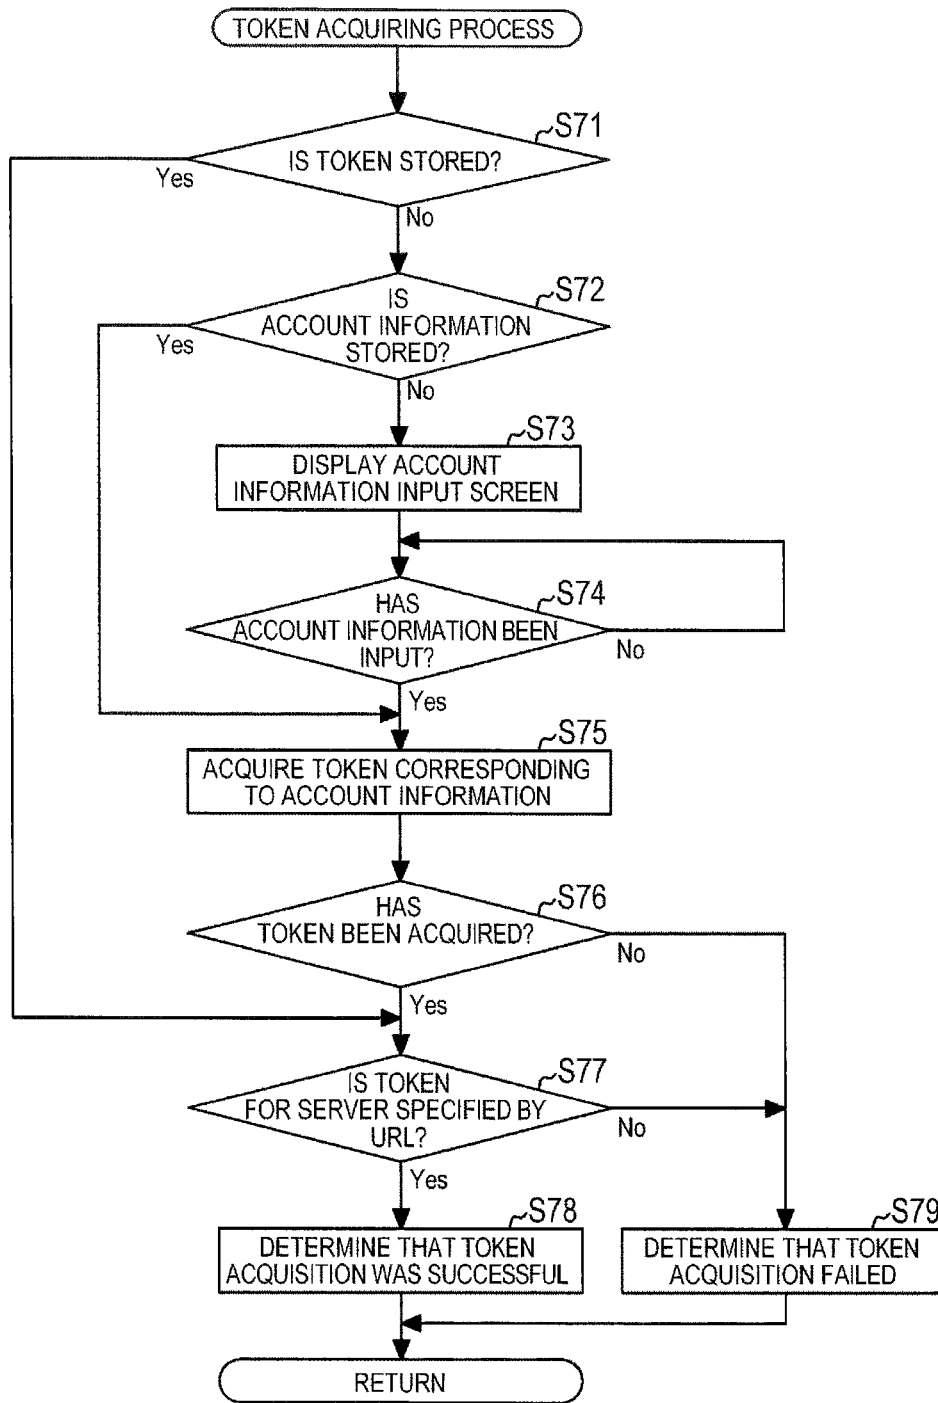 TOKEN ACQUIRING PROCESS
S71
IS TOKEN STORED?
Yes
No
S72
IS
ACCOUNT INFORMATION
STORED?
Yes
No
S73
DISPLAY ACCOUNT
INFORMATION INPUT SCREEN
S74
HAS
ACCOUNT INFORMATION BEEN
INPUT?
No
Yes
S75
ACQUIRE TOKEN CORRESPONDING
TO ACCOUNT INFORMATION
S76
HAS
TOKEN BEEN ACQUIRED?
No
Yes
S77
IS TOKEN
FOR SERVER SPECIFIED BY
URL?
No
Yes
S78
DETERMINE THAT TOKEN
ACQUISITION WAS SUCCESSFUL
S79
DETERMINE THAT TOKEN
ACQUISITION FAILED
RETURN